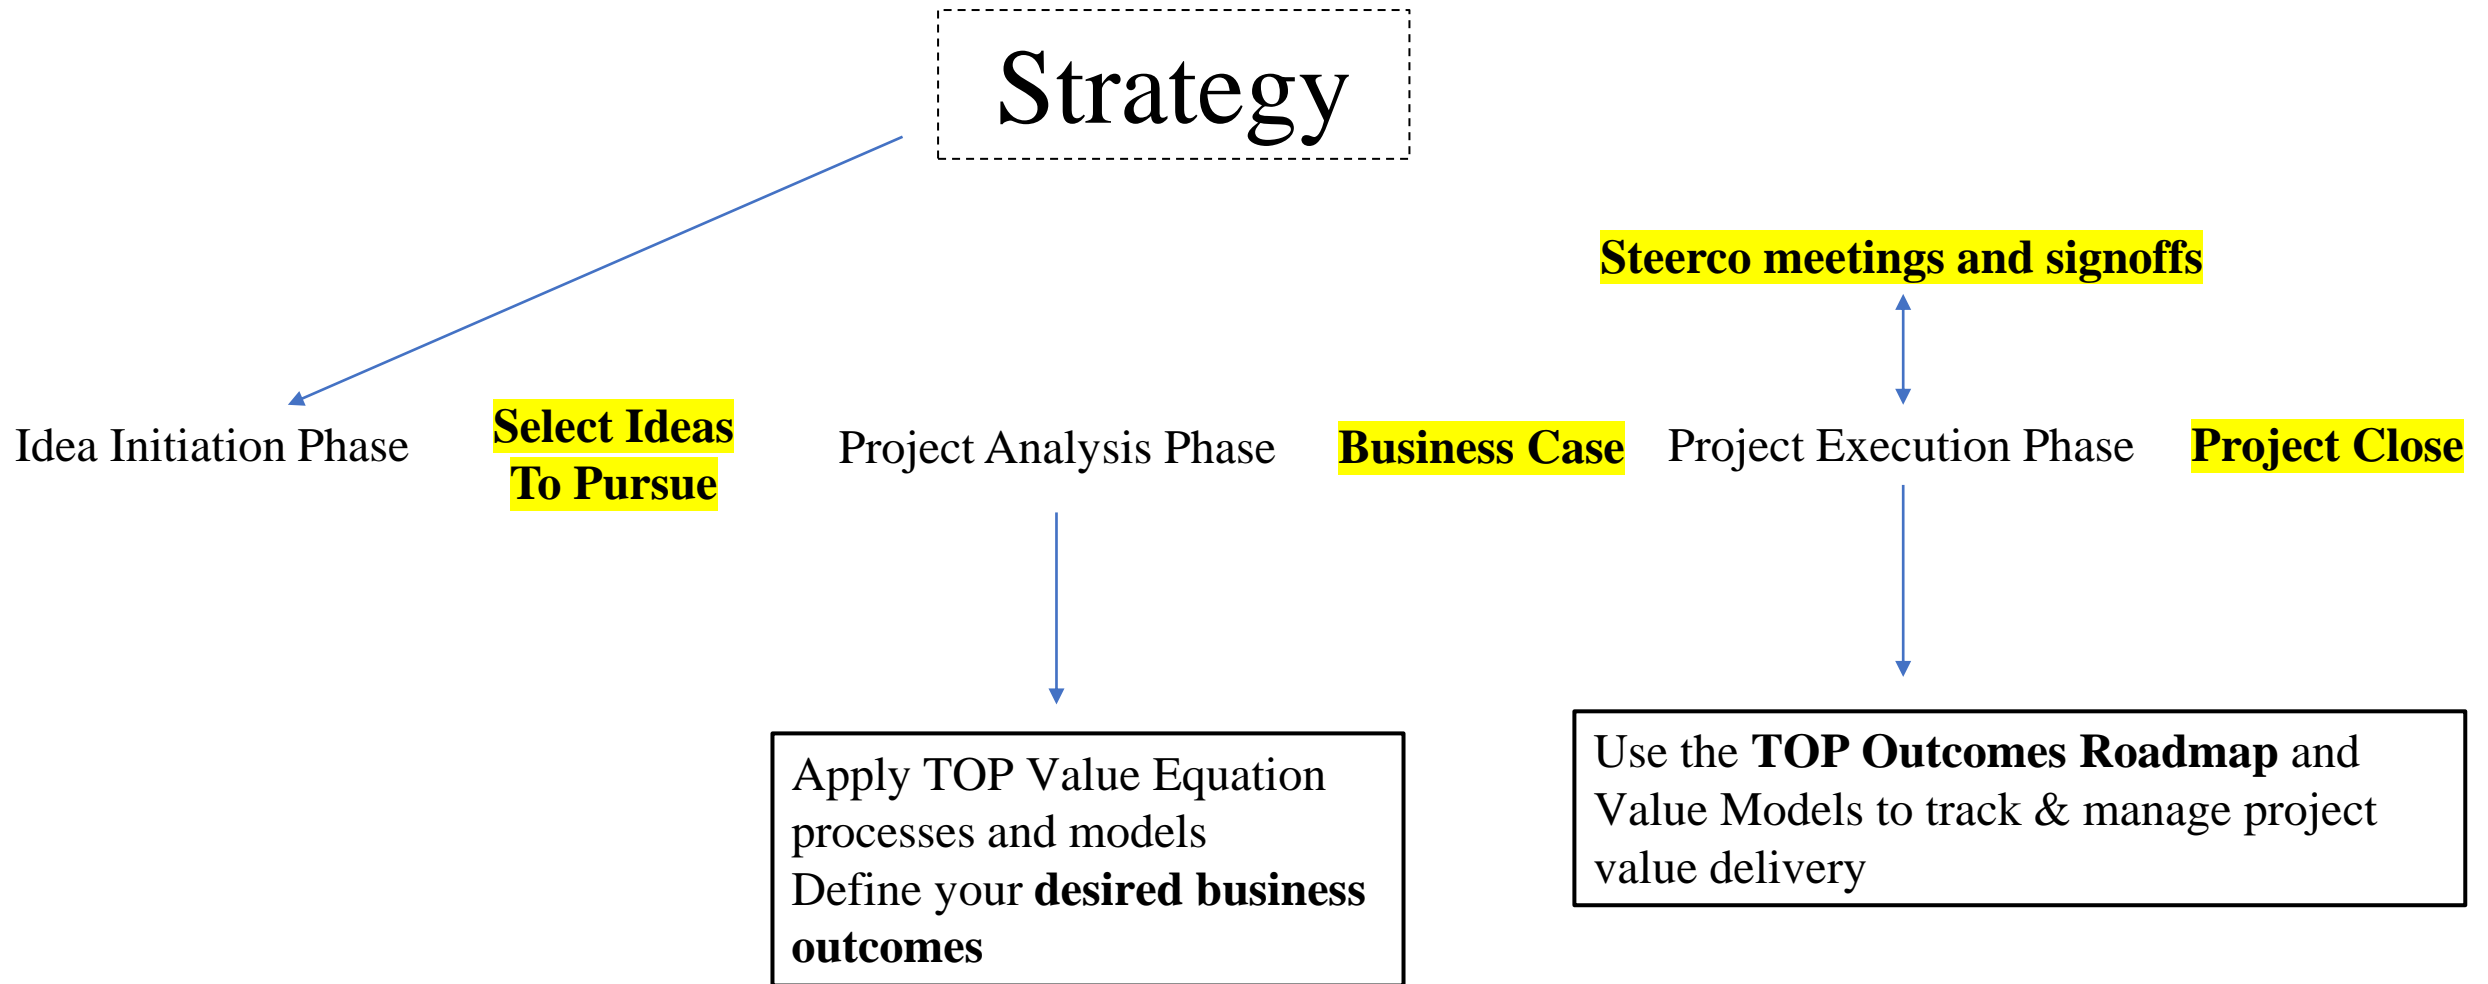 Strategy
Steerco meetings and signoffs
Idea Initiation Phase
Select Ideas
To Pursue
Project Analysis Phase
Business Case
Project Execution Phase
Project Close
Apply TOP Value Equation
processes and models
Define your desired business
outcomes
Use the TOP Outcomes Roadmap and
Value Models to track & manage project
value delivery